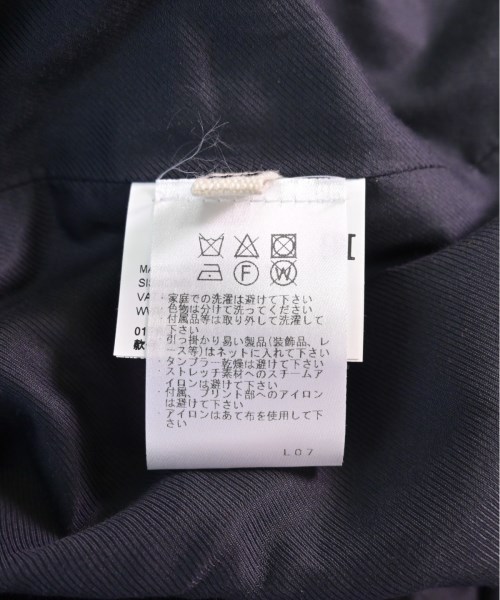 F W
・家庭での洗濯は避けて下さい
色物は分けて洗ってください
・付属品等は取り外して洗濯して
下さい
引っ掛かり易い製品(装飾品、レ
ース等)はネットに入れて下さい
・タンブラー乾燥は避けて下さい
・ストレッチ素材へのスチームア
イロンは避けて下さい
・付属、プリント部へのアイロン
は避けて下さい
・アイロンはあて布を使用して下
さい
L07
MA
VA
01